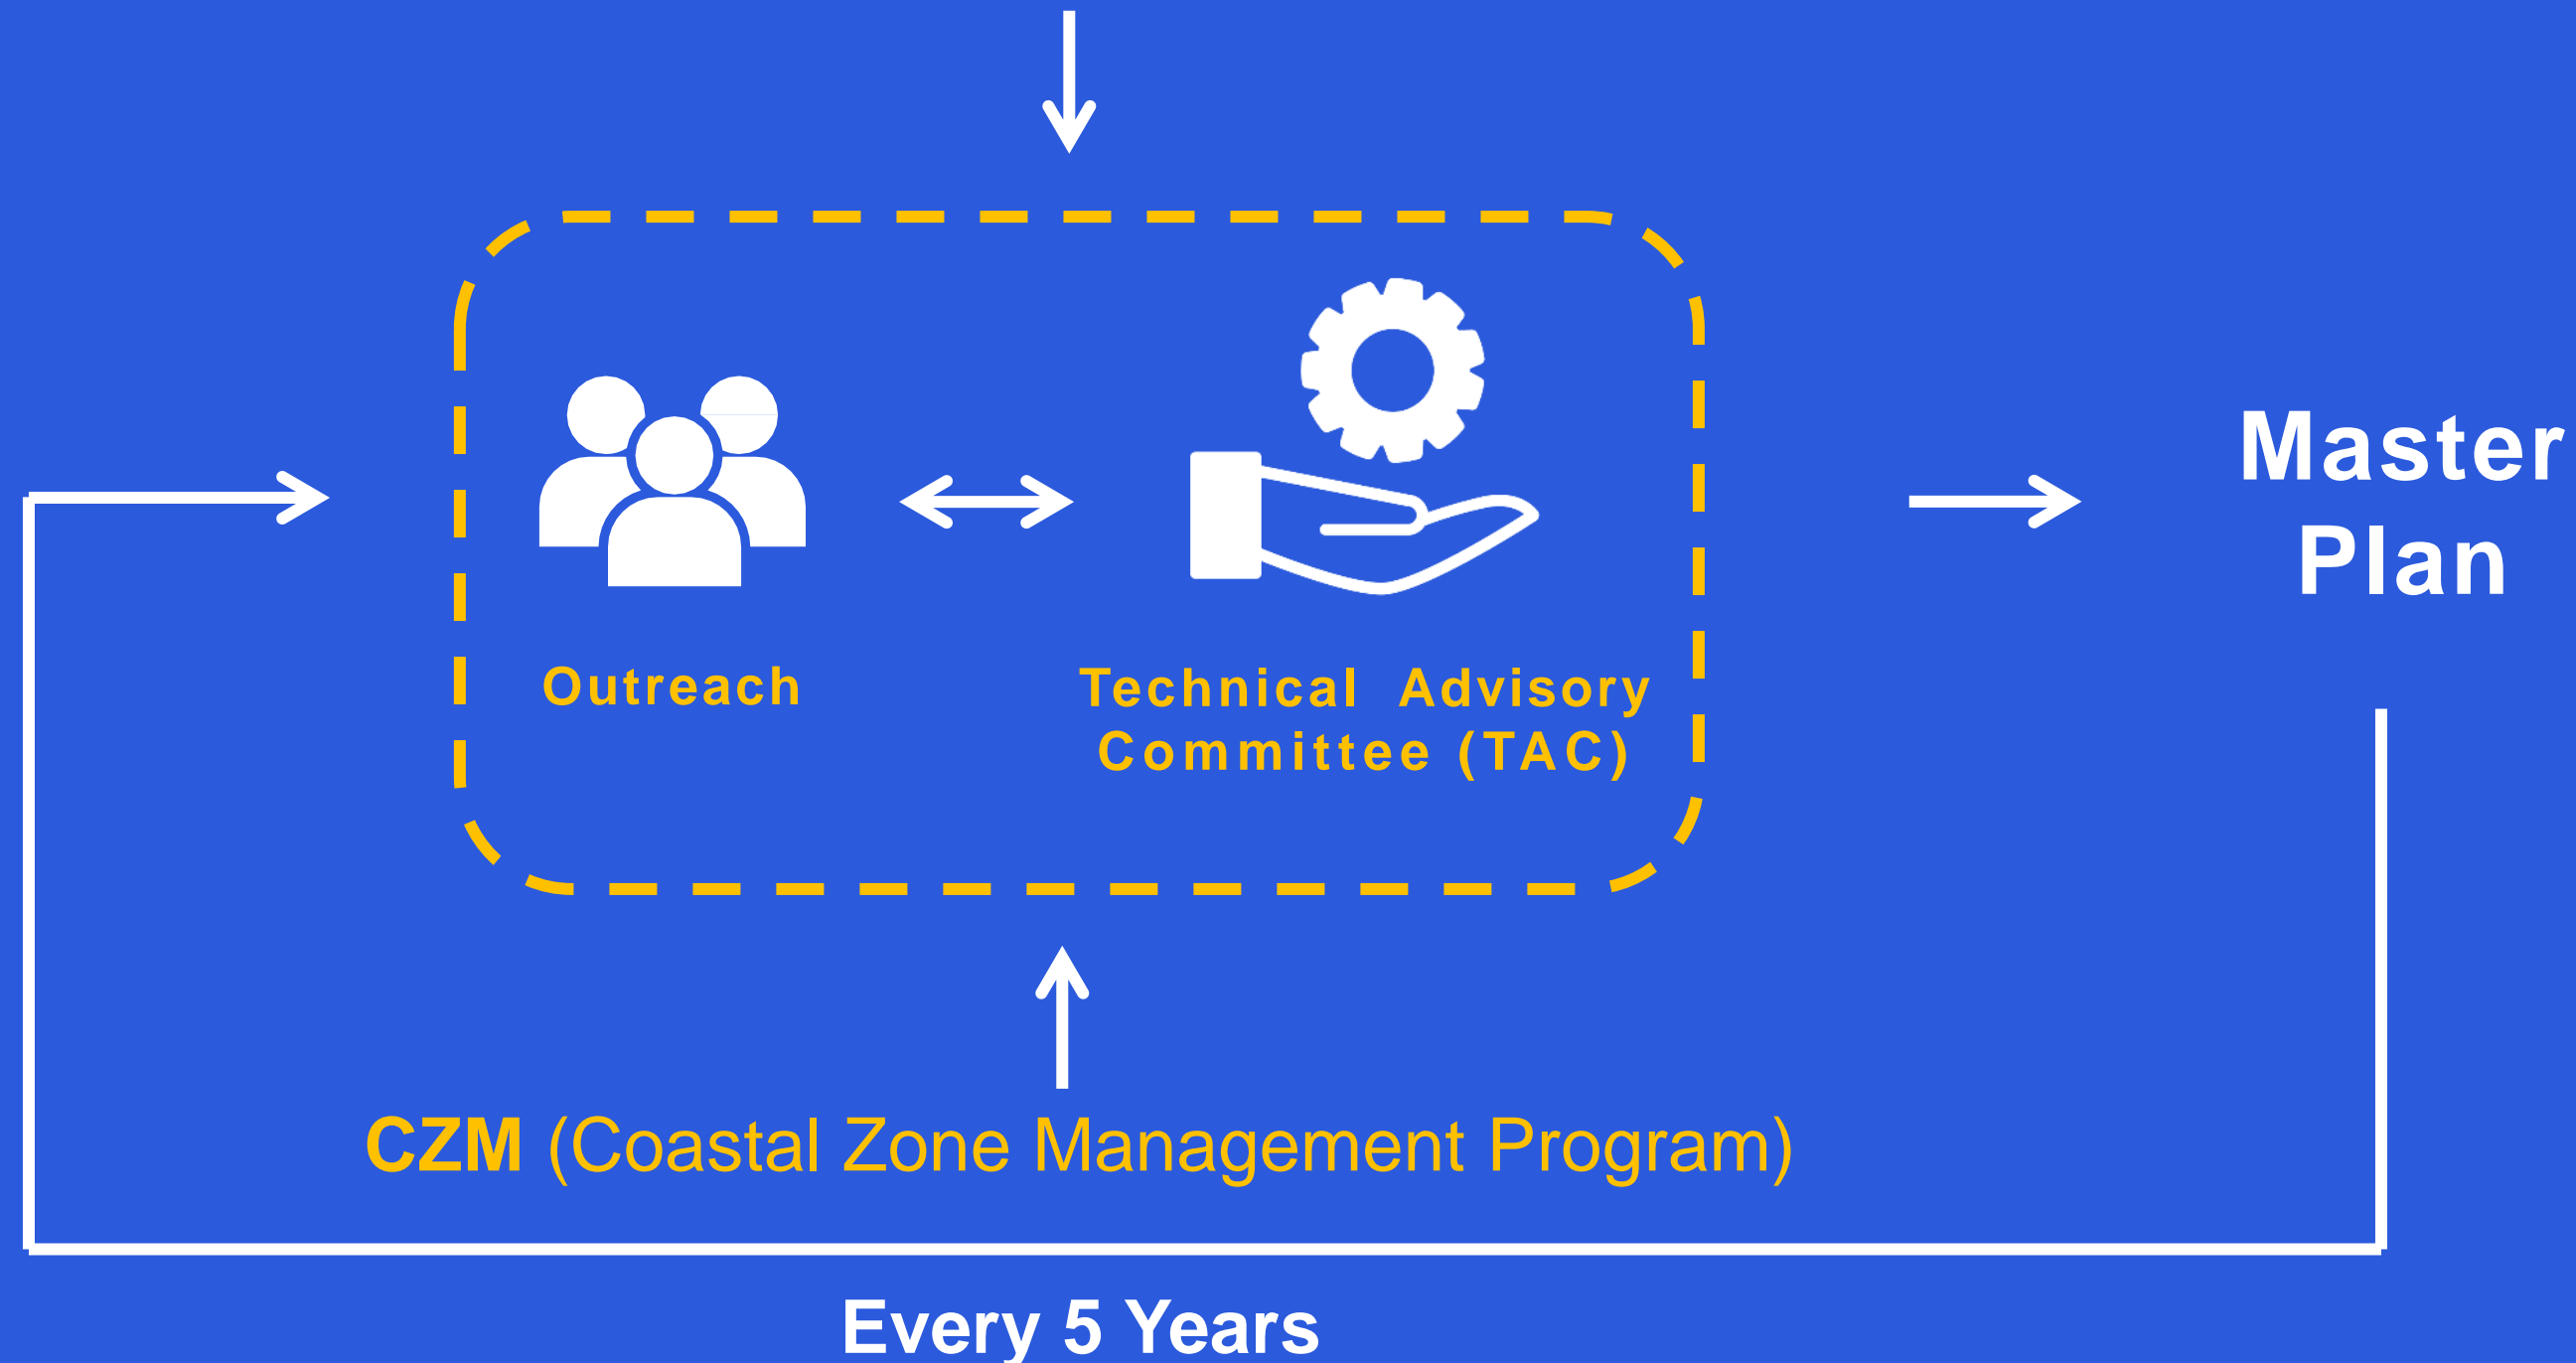 Master
Plan
Outreach
Technical Advisory
Committee (TAC)
CZM (Coastal Zone Management Program)
Every 5 Years